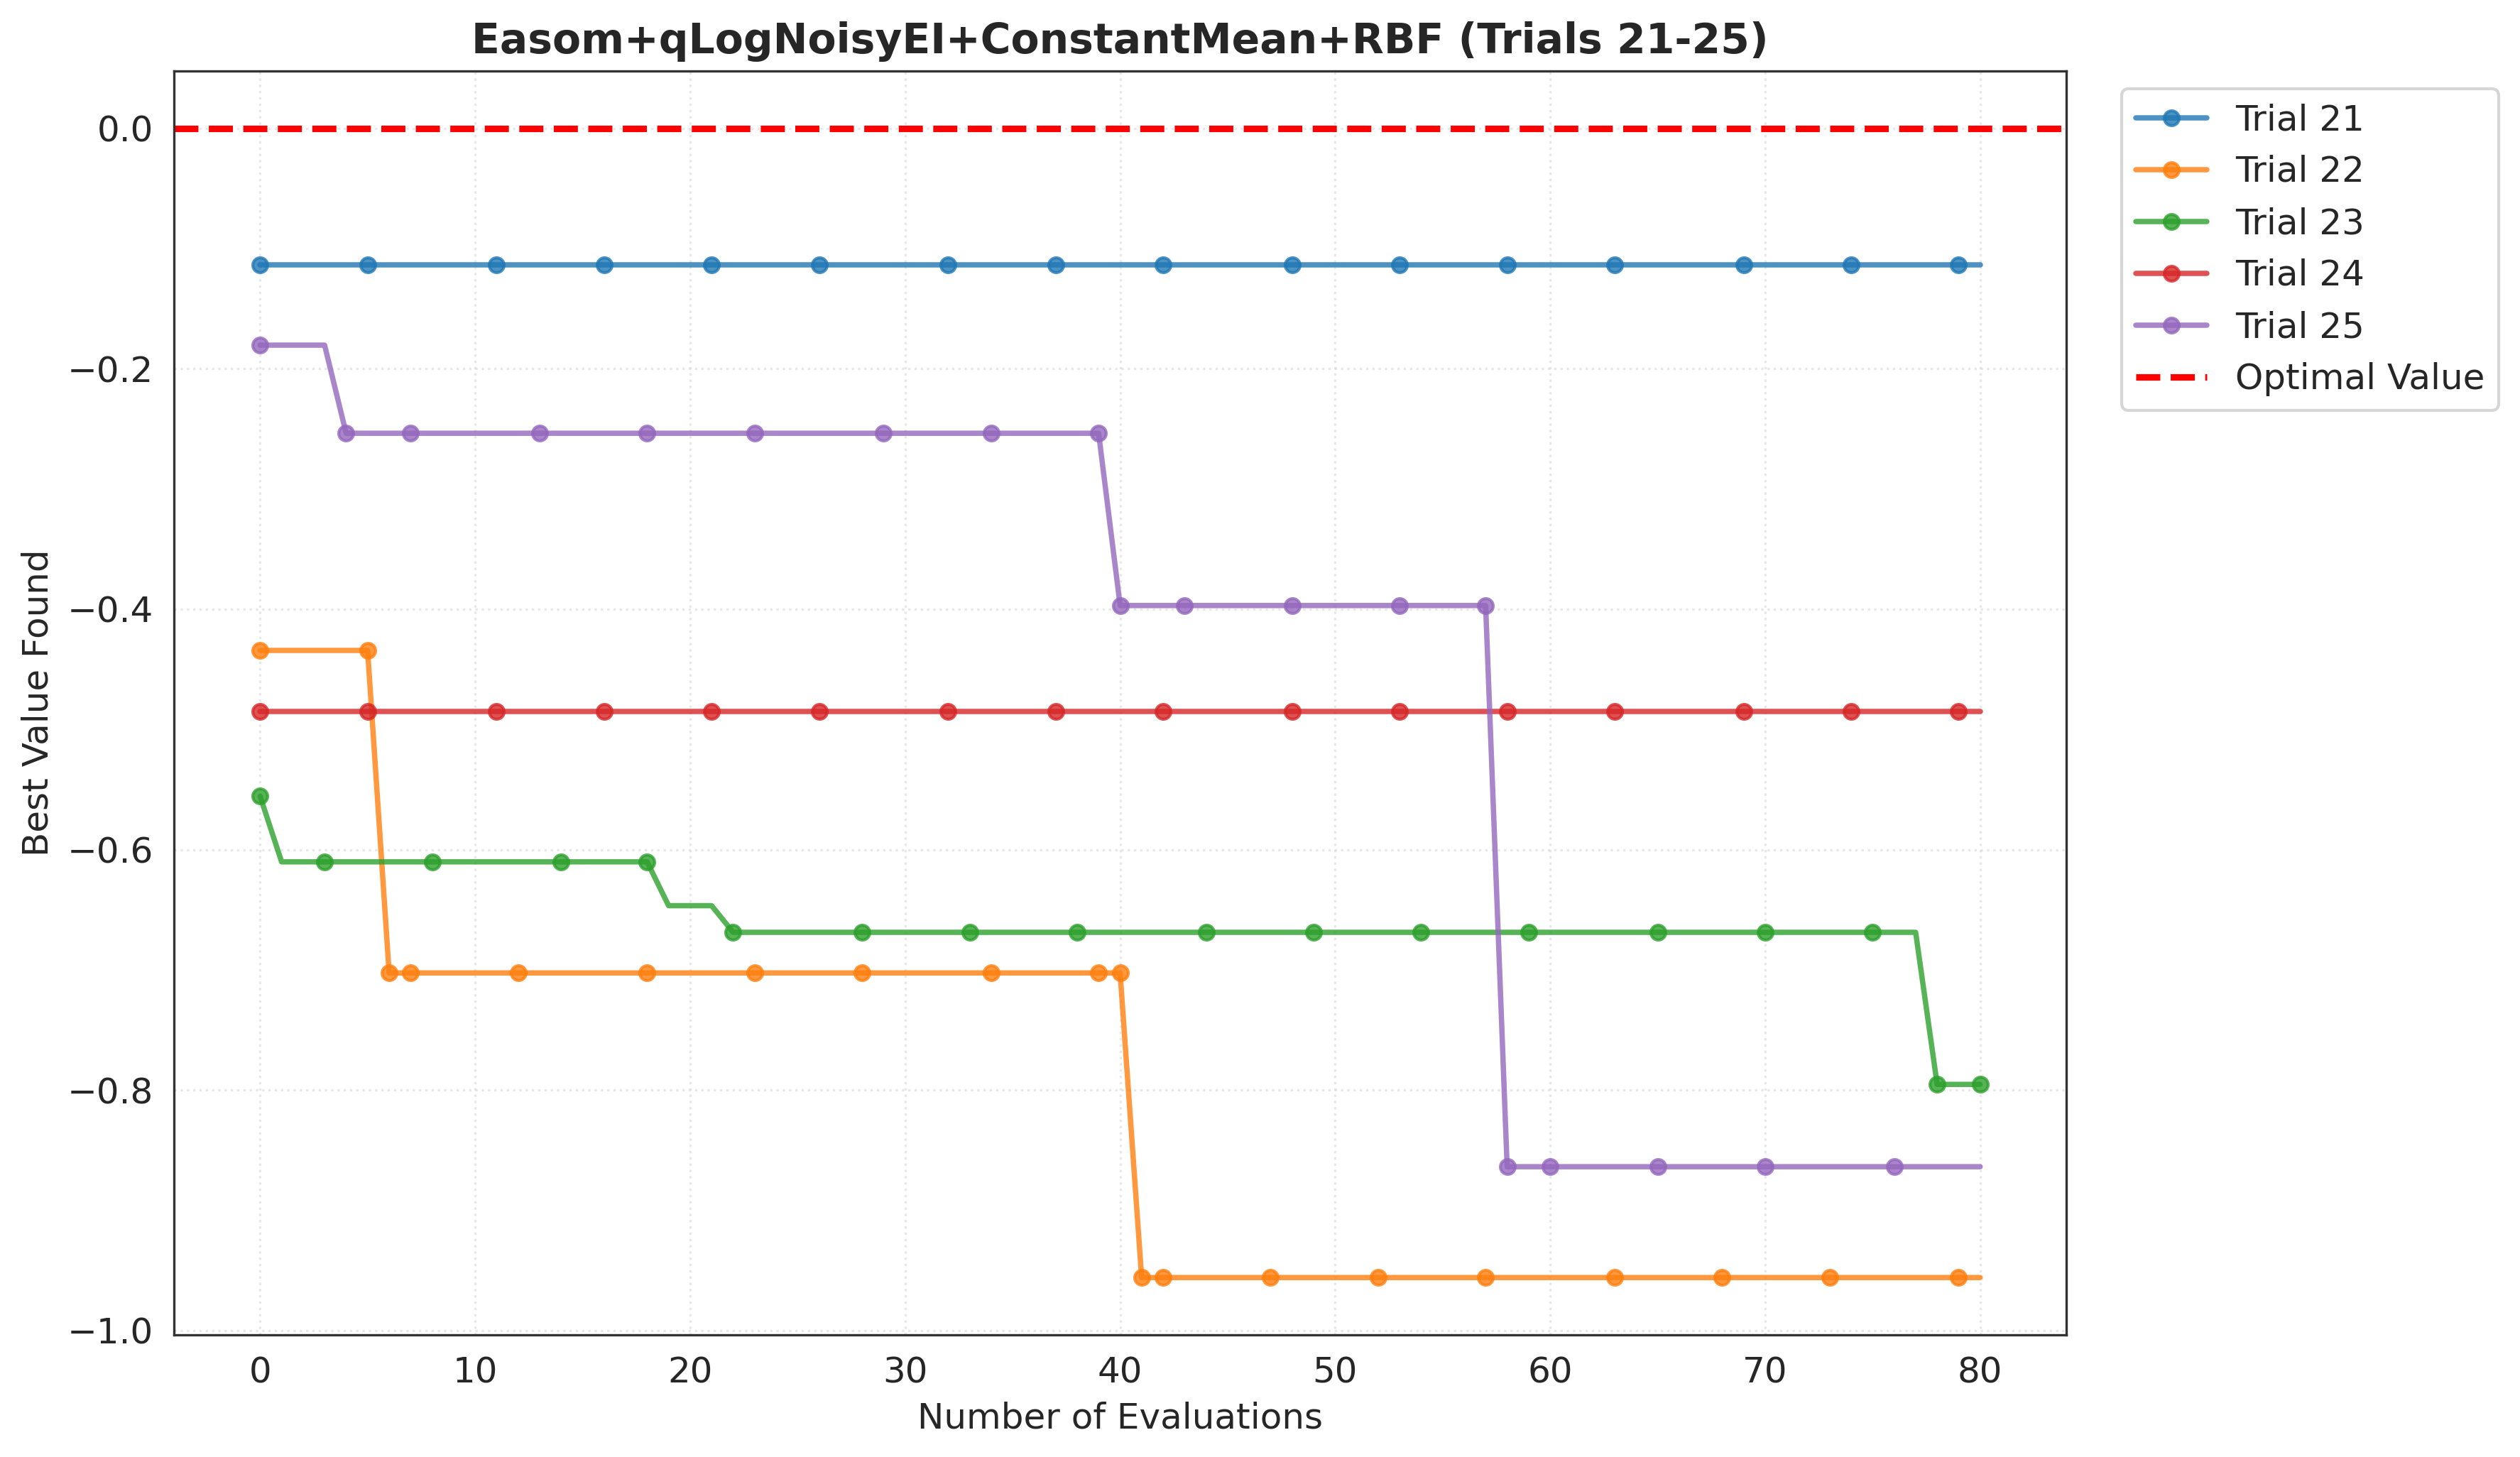 Easom+qLogNoisyEI+ConstantMean+RBF (Trials 21-25)
Trial 21
Trial 22
Trial 23
Trial 24
Trial 25
Optimal Value
Best Value Found
0.0
−0.2
−0.4
−0.6
−0.8
−1.0
0 10 20 30 40 50 60 70 80
Number of Evaluations